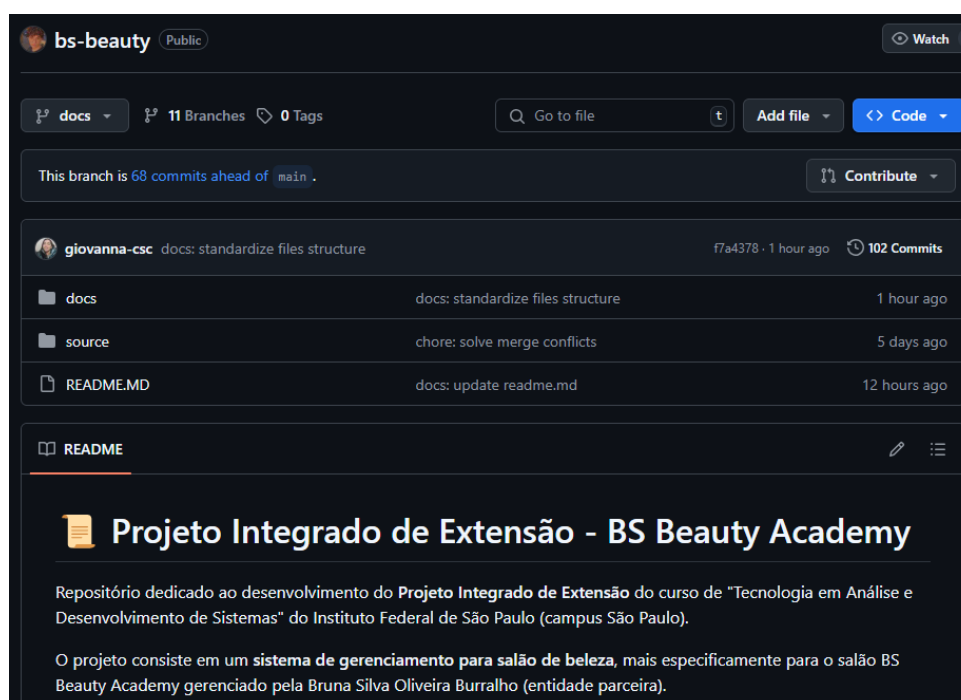 bs-beauty Public
Watch
docs 11 Branches 0 Tags
Go to file t
Add file
Code
This branch is 68 commits ahead of main .
Contribute
giovanna-csc docs: standardize files structure f7a4378 · 1 hour ago 102 Commits
docs docs: standardize files structure 1 hour ago
source chore: solve merge conflicts 5 days ago
README.MD docs: update readme.md 12 hours ago
README
Projeto Integrado de Extensão - BS Beauty Academy
Repositório dedicado ao desenvolvimento do Projeto Integrado de Extensão do curso de "Tecnologia em Análise e
Desenvolvimento de Sistemas" do Instituto Federal de São Paulo (campus São Paulo).
O projeto consiste em um sistema de gerenciamento para salão de beleza, mais especificamente para o salão BS
Beauty Academy gerenciado pela Bruna Silva Oliveira Burralho (entidade parceira).